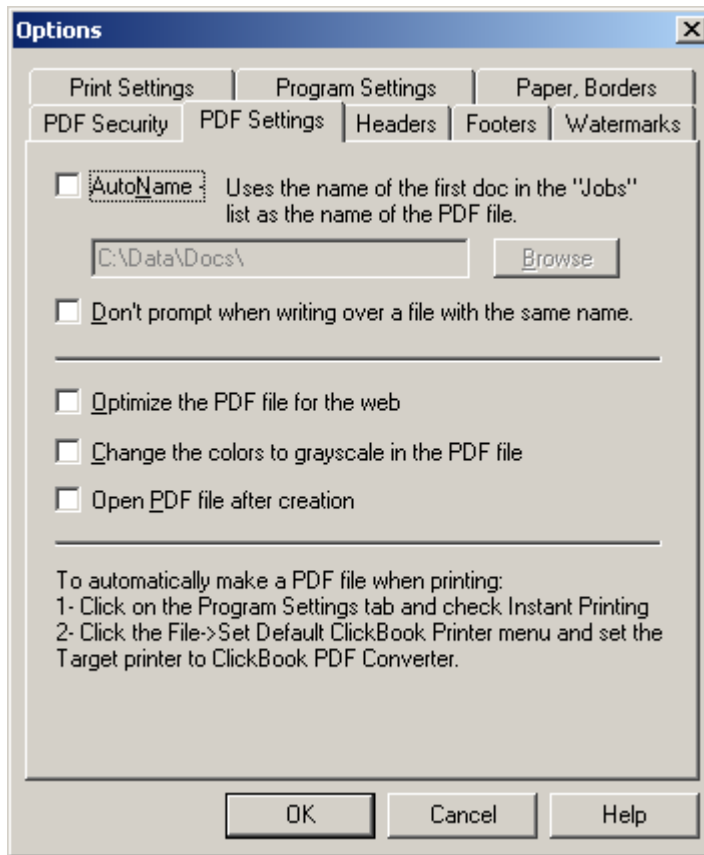 Options
Print Settings Program Settings Paper, Borders
PDF Security PDF Settings Headers Footers Watermarks
AutoName - Uses the name of the first doc in the "Jobs"
list as the name of the PDF file.
C:\Data\Docs\ Browse
Don't prompt when writing over a file with the same name.
Optimize the PDF file for the web
Change the colors to grayscale in the PDF file
Open PDF file after creation
To automatically make a PDF file when printing:
1- Click on the Program Settings tab and check Instant Printing
2- Click the File->Set Default ClickBook Printer menu and set the
Target printer to ClickBook PDF Converter.
OK Cancel Help